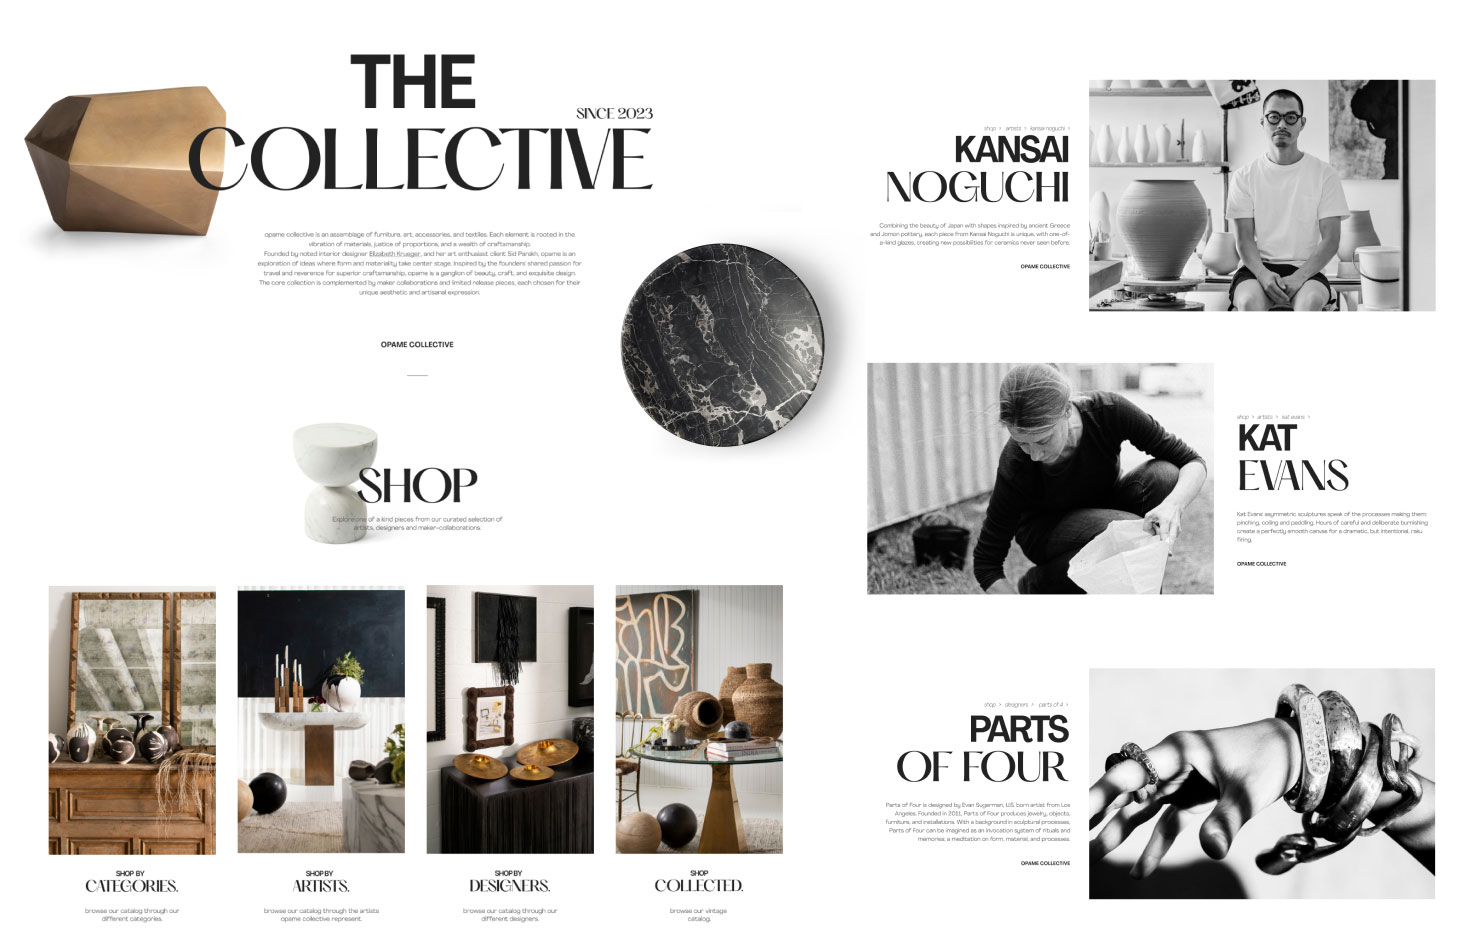 THE
SINCE 2023
COLLECTIVE
opame collective is an assemblage of furniture, art, accessories, and textiles. Each element is rooted in the
vibration of materials, justice of proportions, and a wealth of craftsmanship.
Founded by noted interior designer Elizabeth Krueger, and her art enthusiast client Sid Parakh, opame is an
exploration of ideas where form and materiality take center stage. Inspired by the founders' shared passion for
travel and reverence for superior craftsmanship, opame is a ganglion of beauty, craft, and exquisite design.
The core collection is complemented by maker collaborations and limited release pieces, each chosen for their
unique aesthetic and artisanal expression.
OPAME COLLECTIVE
SHOP
Explore one of a kind pieces from our curated selection of
artists, designers and maker-collaborations.
SHOP BY
CATEGORIES.
browse our catalog through our
different categories.
SHOP BY
ARTISTS.
browse our catalog through the artists
opame collective represent.
SHOP BY
DESIGNERS.
browse our catalog through our
different designers.
SHOP
COLLECTED.
browse our vintage
catalog.
shop > artists > kansai noguchi >
KANSAI
NOGUCHI
Combining the beauty of Japan with shapes inspired by ancient Greece
and Jomon pottery, each piece from Kansai Noguchi is unique, with one-of-
a-kind glazes, creating new possibilities for ceramics never seen before.
OPAME COLLECTIVE
shop > artists > kat evans >
KAT
EVANS
Kat Evans' asymmetric sculptures speak of the processes making them:
pinching, coiling and paddling. Hours of careful and deliberate burnishing
create a perfectly smooth canvas for a dramatic, but intentional, raku
firing.
OPAME COLLECTIVE
shop > designers > parts of 4 >
PARTS
OF FOUR
Parts of Four is designed by Evan Sugerman, U.S. born artist from Los
Angeles. Founded in 2011, Parts of Four produces jewelry, objects,
furniture, and installations. With a background in sculptural processes,
Parts of Four can be imagined as an invocation system of rituals and
memories; a meditation on form, material, and processes.
OPAME COLLECTIVE